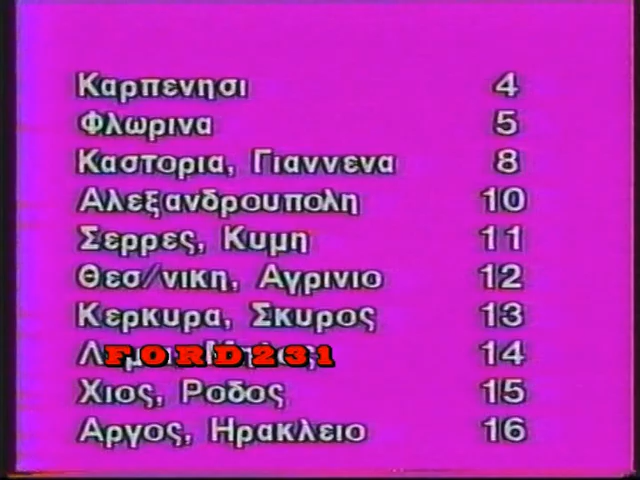 Καρπενησι 4
Φλωρινα 5
Καστορια, Γιαννενα 8
Αλεξανδρουπολη 10
Σερρες, Κυμη 11
Θεσ/νικη, Αγρινιο 12
Κερκυρα, Σκυρος 13
FORD231 14
Χιος, Ροδος 15
Αργος, Ηρακλειο 16